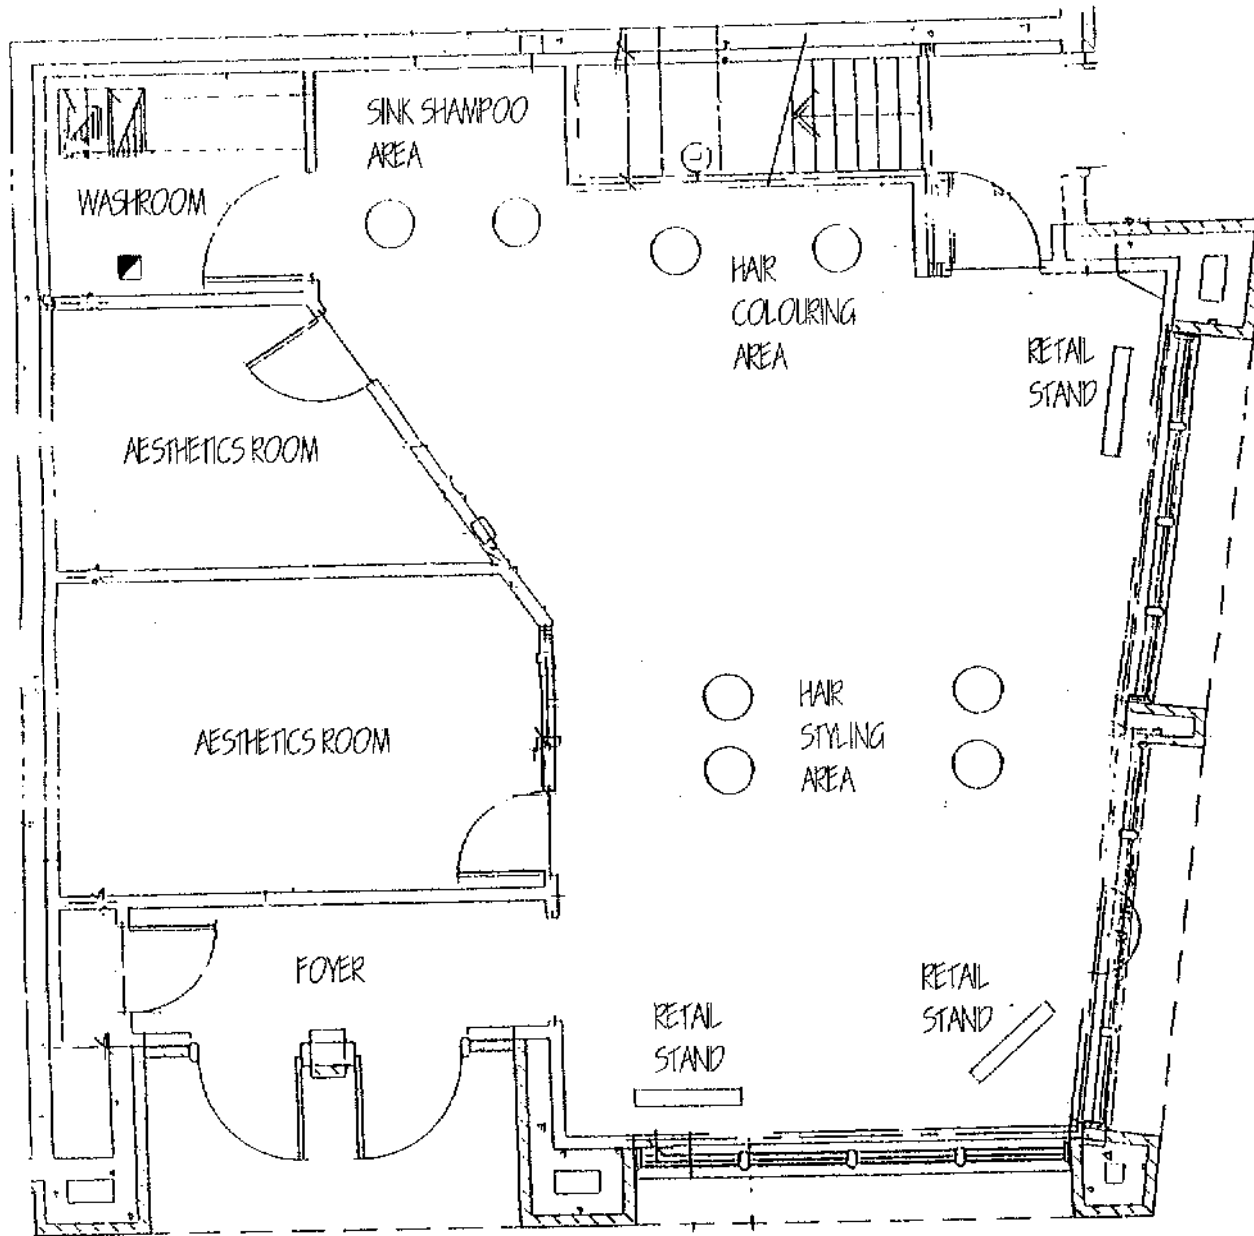 SINK SHAMPOO
AREA
WASHROOM
HAIR
COLOURING
AREA
RETAIL
STAND
AESTHETICS ROOM
AESTHETICS ROOM
HAIR
STYLING
AREA
FOYER
RETAIL
STAND
RETAIL
STAND